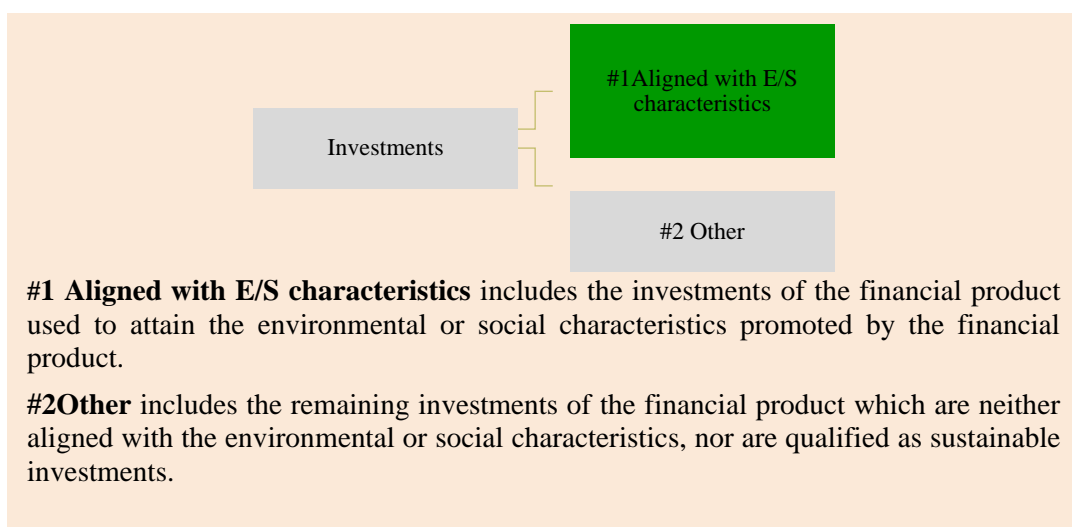 #1Aligned with E/S
characteristics
Investments
#2 Other
#1 Aligned with E/S characteristics includes the investments of the financial product
used to attain the environmental or social characteristics promoted by the financial
product.
#2Other includes the remaining investments of the financial product which are neither
aligned with the environmental or social characteristics, nor are qualified as sustainable
investments.